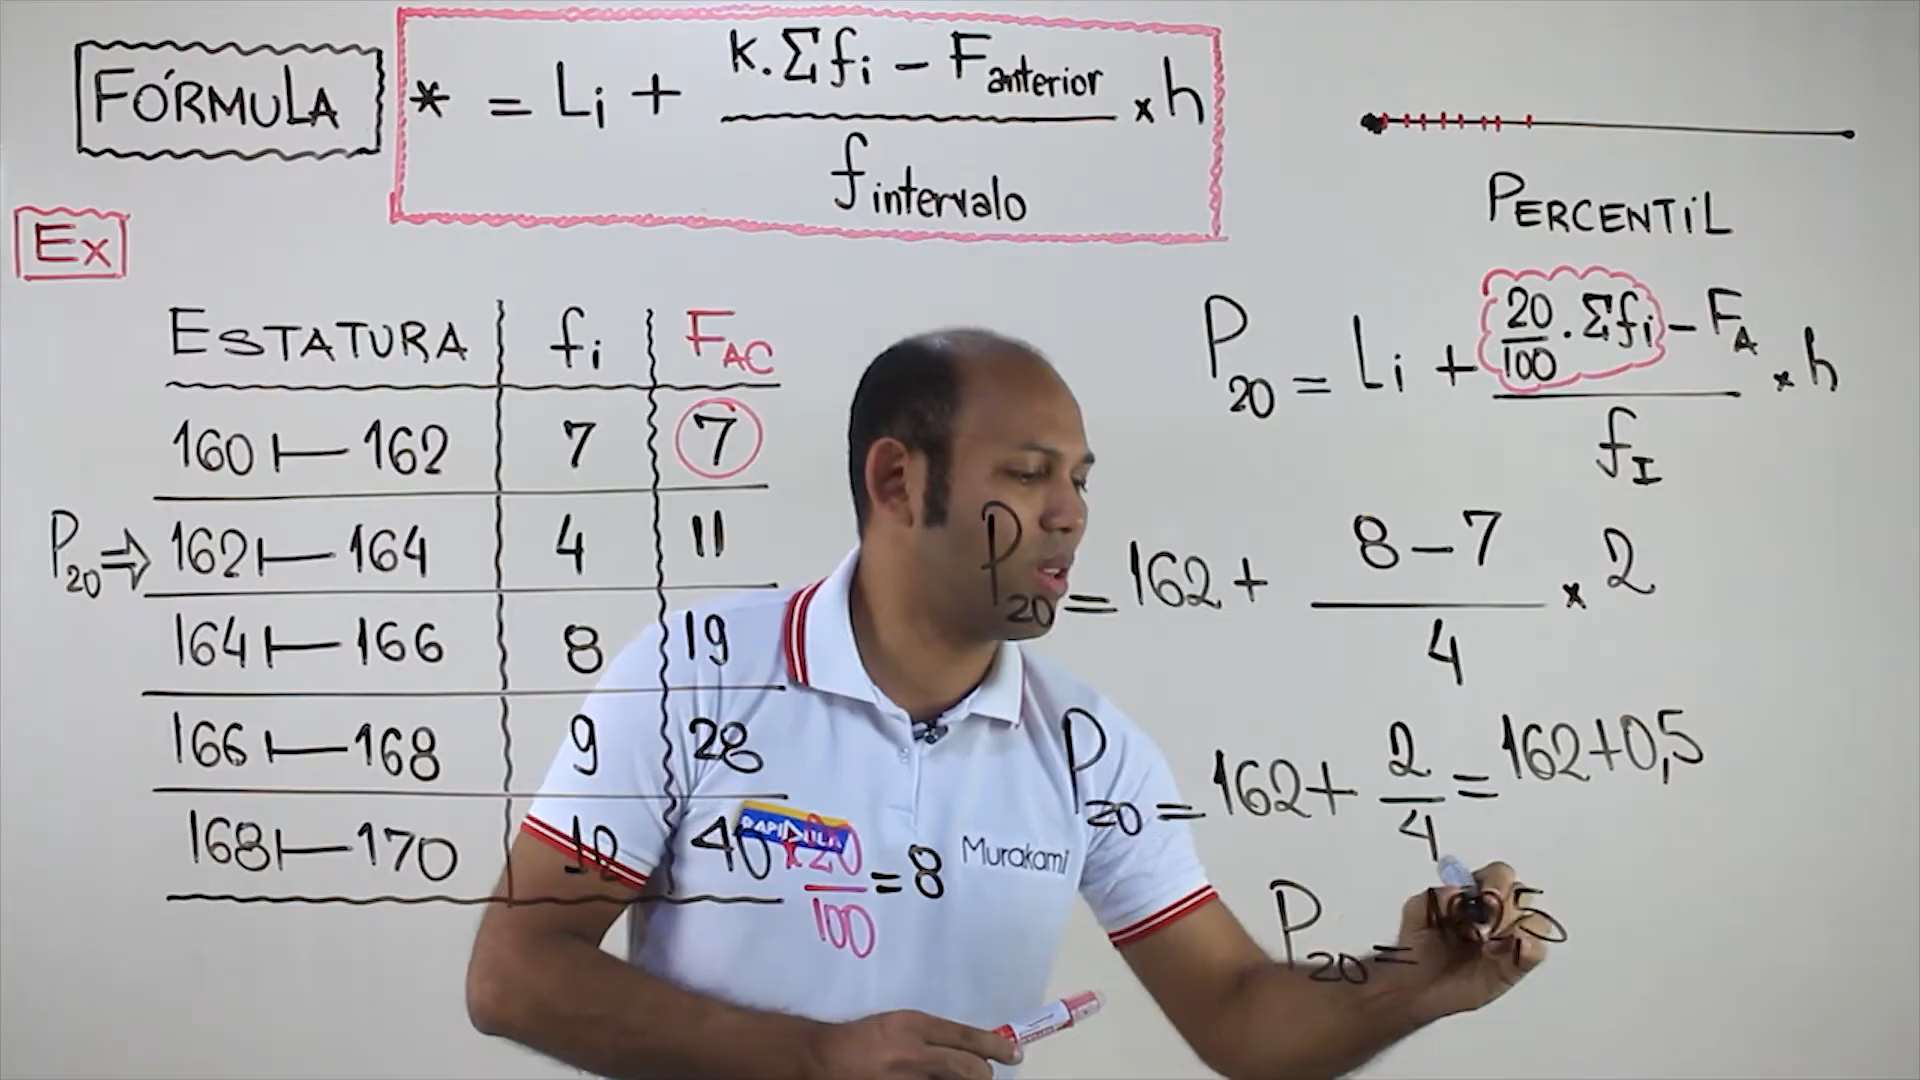 FÓRMULA * = Li + k.Σfi - Fanterior / fintervalo × h
Ex
ESTATURA fi FAC
160 ⊢ 162 7 7
P20 ⇒ 162 ⊢ 164 4 11
164 ⊢ 166 8 19
166 ⊢ 168 9 28
168 ⊢ 170 12 40 × 20/100 = 8
PERCENTiL
P20 = Li + 20/100 . Σfi - FA / fI × h
P20 = 162 + 8 - 7 / 4 × 2
P20 = 162 + 2/4 = 162 + 0,5
P20 =
Murakami